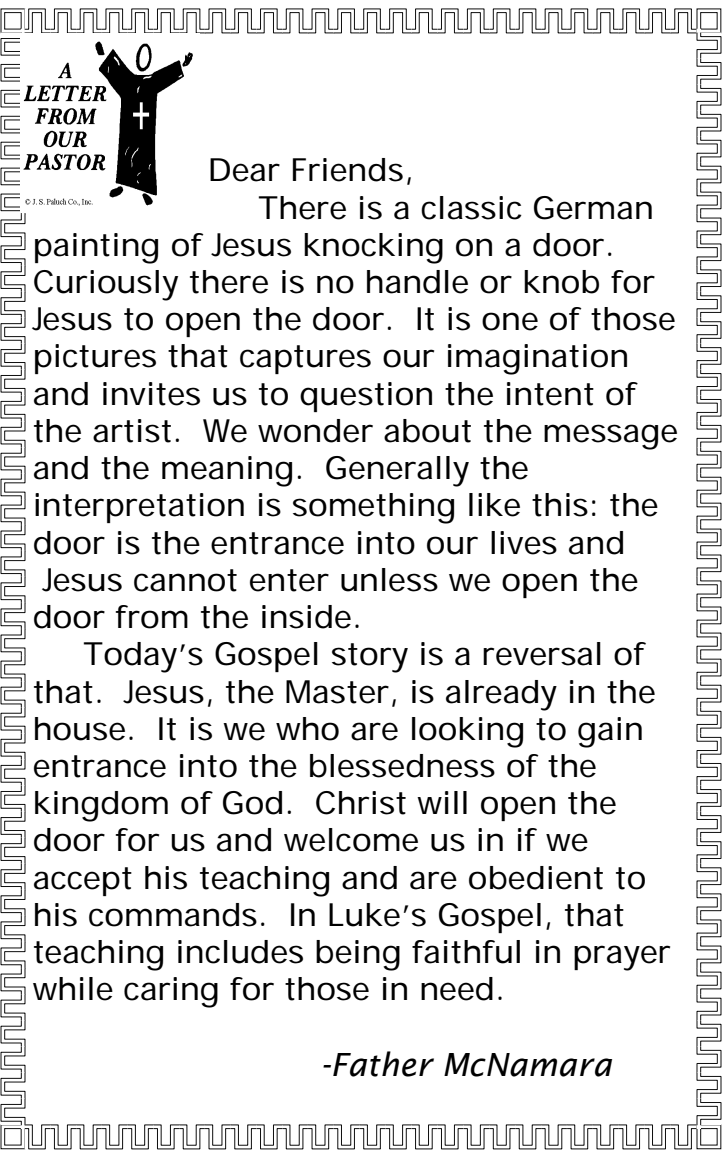 A
LETTER
FROM
OUR
PASTOR
© J. S. Paluch Co., Inc.
Dear Friends,
There is a classic German
painting of Jesus knocking on a door.
Curiously there is no handle or knob for
Jesus to open the door.  It is one of those
pictures that captures our imagination
and invites us to question the intent of
the artist.  We wonder about the message
and the meaning.  Generally the
interpretation is something like this: the
door is the entrance into our lives and
Jesus cannot enter unless we open the
door from the inside.
Today’s Gospel story is a reversal of
that.  Jesus, the Master, is already in the
house.  It is we who are looking to gain
entrance into the blessedness of the
kingdom of God.  Christ will open the
door for us and welcome us in if we
accept his teaching and are obedient to
his commands.  In Luke’s Gospel, that
teaching includes being faithful in prayer
while caring for those in need.
-Father McNamara